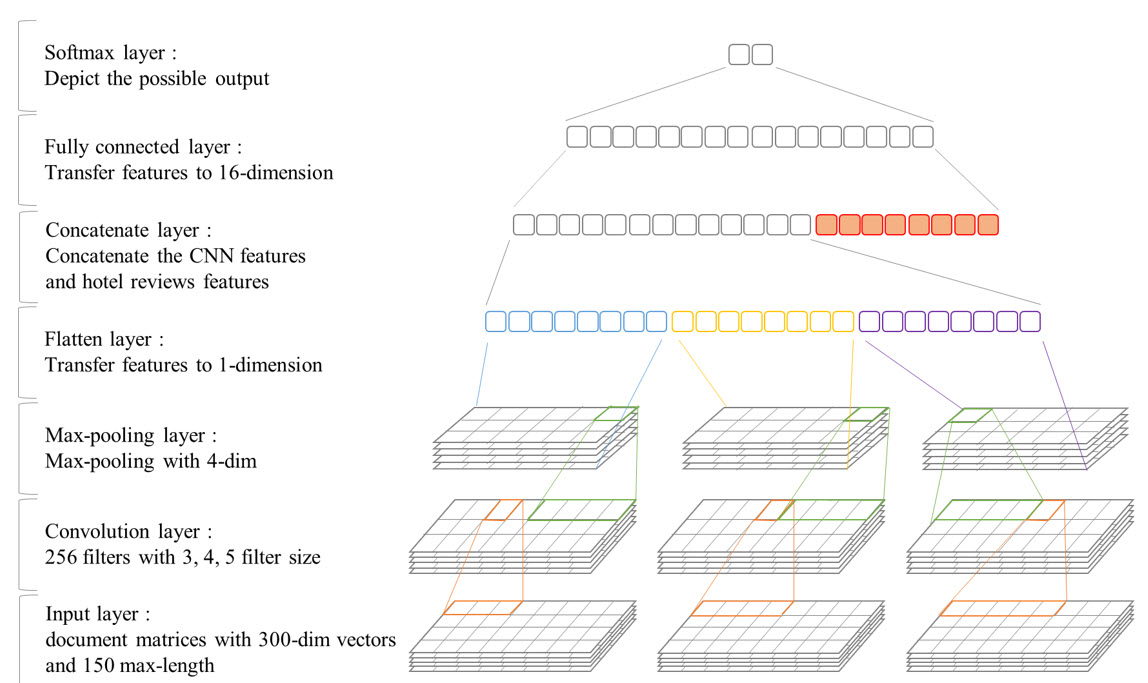 Softmax layer :
Depict the possible output
Fully connected layer :
Transfer features to 16-dimension
Concatenate layer :
Concatenate the CNN features
and hotel reviews features
Flatten layer :
Transfer features to 1-dimension
Max-pooling layer :
Max-pooling with 4-dim
Convolution layer :
256 filters with 3, 4, 5 filter size
Input layer :
document matrices with 300-dim vectors
and 150 max-length